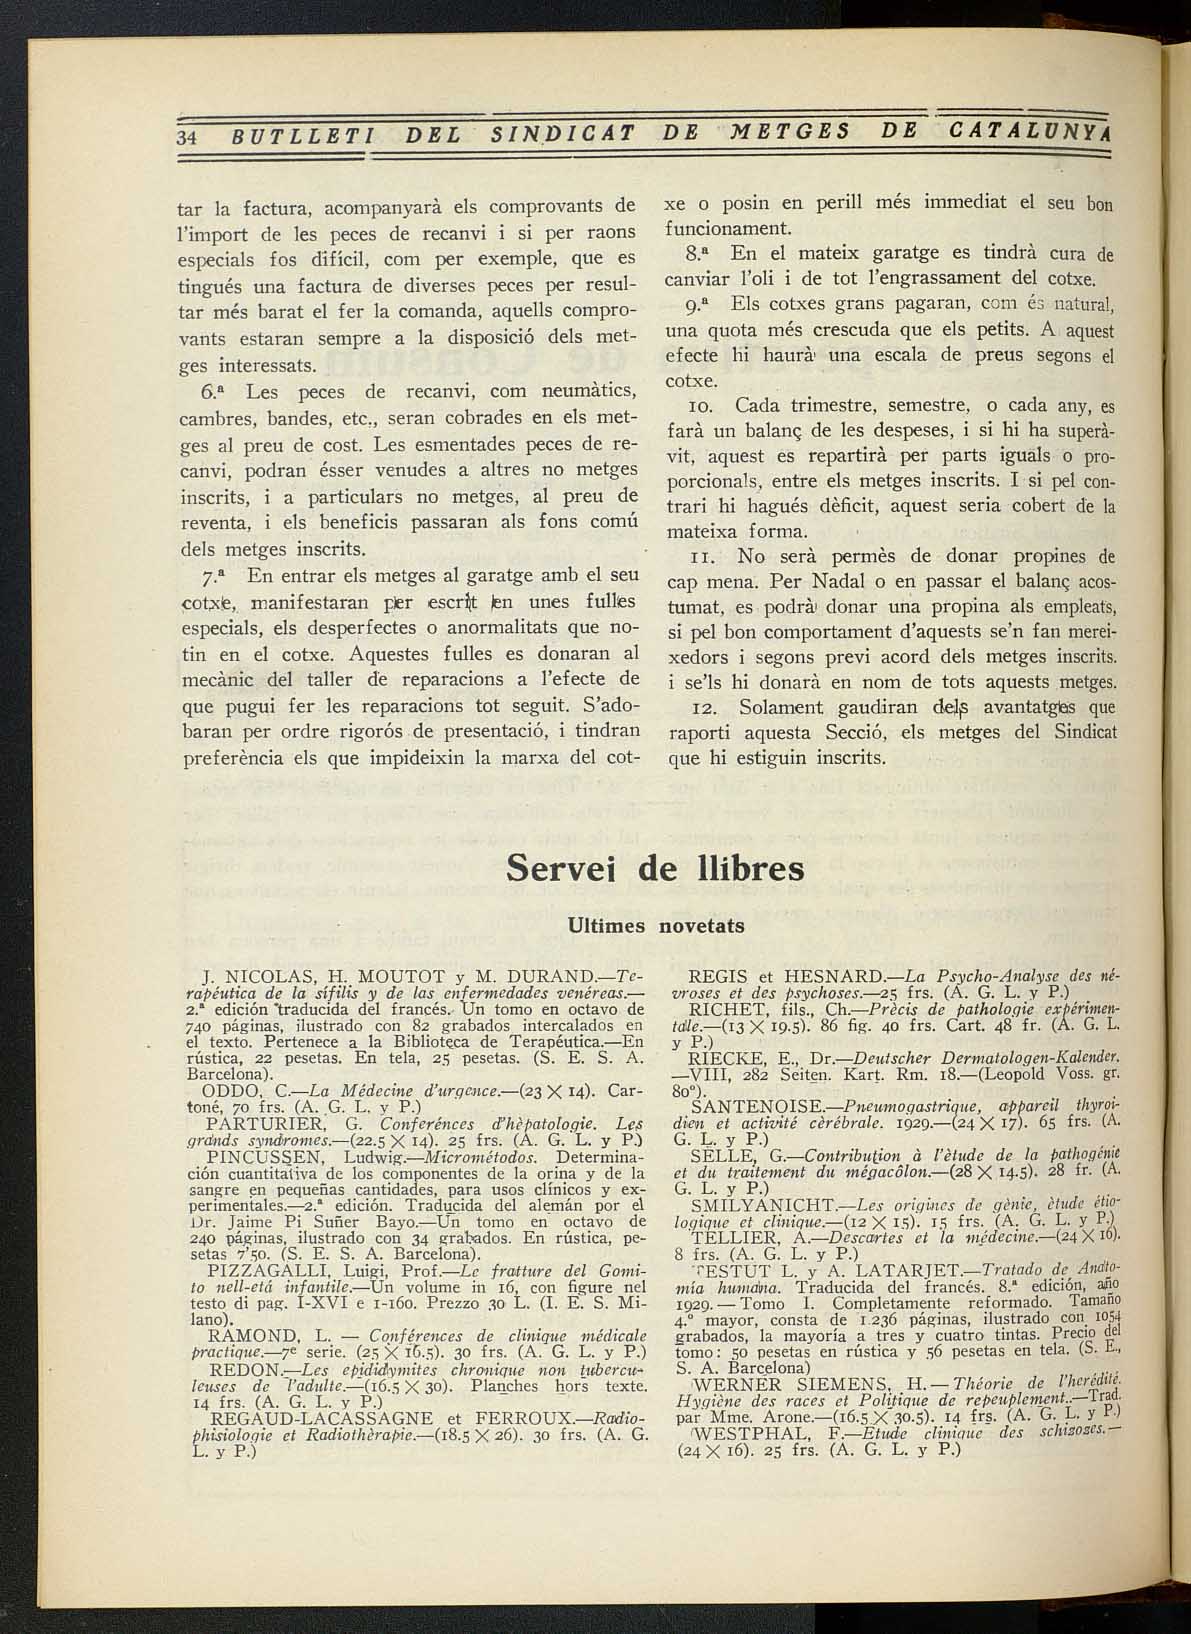 34 BUTLLETI DEL SINDICAT DE METGES DE CATALUNYA
tar la factura, acompanyarà els comprovants de
l'import de les peces de recanvi i si per raons
especials fos difícil, com per exemple, que es
tingués una factura de diverses peces per resul-
tar més barat el fer la comanda, aquells compro-
vants estaran sempre a la disposició dels met-
ges interessats.
6.ª Les peces de recanvi, com neumàtics,
cambres, bandes, etc., seran cobrades en els met-
ges al preu de cost. Les esmentades peces de re-
canvi, podran ésser venudes a altres no metges
inscrits, i a particulars no metges, al preu de
reventa, i els beneficis passaran als fons comú
dels metges inscrits.
7.ª En entrar els metges al garatge amb el seu
cotxe, manifestaran per escrit en unes fulles
especials, els desperfectes o anormalitats que no-
tin en el cotxe. Aquestes fulles es donaran al
mecànic del taller de reparacions a l'efecte de
que pugui fer les reparacions tot seguit. S'ado-
baran per ordre rigorós de presentació, i tindran
preferència els que impideixin la marxa del cot-
xe o posin en perill més immediat el seu bon
funcionament.
8.ª En el mateix garatge es tindrà cura de
canviar l'oli i de tot l'engrassament del cotxe.
9.ª Els cotxes grans pagaran, com és natural,
una quota més crescuda que els petits. A aquest
efecte hi haurà una escala de preus segons el
cotxe.
10. Cada trimestre, semestre, o cada any, es
farà un balanç de les despeses, i si hi ha superà-
vit, aquest es repartirà per parts iguals o pro-
porcionals, entre els metges inscrits. I si pel con-
trari hi hagués dèficit, aquest seria cobert de la
mateixa forma.
11. No serà permès de donar propines de
cap mena. Per Nadal o en passar el balanç acos-
tumat, es podrà donar una propina als empleats,
si pel bon comportament d'aquests se'n fan merei-
xedors i segons previ acord dels metges inscrits.
i se'ls hi donarà en nom de tots aquests metges.
12. Solament gaudiran dels avantatges que
raporti aquesta Secció, els metges del Sindicat
que hi estiguin inscrits.
Servei de llibres
Ultimes novetats
J. NICOLAS, H. MOUTOT y M. DURAND.—Te-
rapéutica de la sífilis y de las enfermedades venéreas.—
2.ª edición traducida del francés. Un tomo en octavo de
740 páginas, ilustrado con 82 grabados intercalados en
el texto. Pertenece a la Biblioteca de Terapéutica.—En
rústica, 22 pesetas. En tela, 25 pesetas. (S. E. S. A.
Barcelona).
ODDO, C.—La Médecine d'urgence.—(23 X 14). Car-
toné, 70 frs. (A. G. L. y P.)
PARTURIER, G. Conferénces d'hèpatologie. Les
grands syndromes.—(22.5 X 14). 25 frs. (A. G. L. y P.)
PINCUSSEN, Ludwig.—Micrométodos. Determina-
ción cuantitativa de los componentes de la orina y de la
sangre en pequeñas cantidades, para usos clínicos y ex-
perimentales.—2.ª edición. Traducida del alemán por el
Dr. Jaime Pi Suñer Bayo.—Un tomo en octavo de
240 páginas, ilustrado con 34 grabados. En rústica, pe-
setas 7'50. (S. E. S. A. Barcelona).
PIZZAGALLI, Luigi, Prof.—Le fratture del Gomi-
to nell-etá infantile.—Un volume in 16, con figure nel
testo di pag. I-XVI e 1-160. Prezzo 30 L. (I. E. S. Mi-
lano).
RAMOND, L. — Conférences de clinique médicale
practique.—7e serie. (25 X 16.5). 30 frs. (A. G. L. y P.)
REDON.—Les epididymites chronique non tubercu-
leuses de l'adulte.—(16.5 X 30). Planches hors texte.
14 frs. (A. G. L. y P.)
REGAUD-LACASSAGNE et FERROUX.—Radio-
phisiologie et Radiothèrapie.—(18.5 X 26). 30 frs. (A. G.
L. y P.)
REGIS et HESNARD.—La Psycho-Analyse des né-
vroses et des psychoses.—25 frs. (A. G. L. y P.)
RICHET, fils., Ch.—Prècis de pathologie expérimen-
tale.—(13 X 19.5). 86 fig. 40 frs. Cart. 48 fr. (A. G. L.
y P.)
RIECKE, E., Dr.—Deutscher Dermatologen-Kalender.
—VIII, 282 Seiten. Kart. Rm. 18.—(Leopold Voss. gr.
80º).
SANTENOISE.—Pneumogastrique, appareil thyroi-
dien et activité cèrébrale. 1929.—(24 X 17). 65 frs. (A.
G. L. y P.)
SELLE, G.—Contribution à l'ètude de la pathogénie
et du traitement du mégacôlon.—(28 X 14.5). 28 fr. (A.
G. L. y P.)
SMILYANICHT.—Les origines de gènie, ètude étio-
logique et clinique.—(12 X 15). 15 frs. (A. G. L. y P.)
TELLIER, A.—Descartes et la médecine.—(24 X 16).
8 frs. (A. G. L. y P.)
TESTUT L. y A. LATARJET.—Tratado de Anato-
mía humana. Traducida del francés. 8.ª edición, año
1929. — Tomo I. Completamente reformado. Tamaño
4.º mayor, consta de 1.236 páginas, ilustrado con 1054
grabados, la mayoría a tres y cuatro tintas. Precio del
tomo: 50 pesetas en rústica y 56 pesetas en tela. (S. E.,
S. A. Barcelona)
WERNER SIEMENS, H. — Théorie de l'herédité.
Hygiène des races et Politique de repeuplement..—Trad.
par Mme. Arone.—(16.5 X 30.5). 14 frs. (A. G. L. y P.)
WESTPHAL, F.—Etude clinique des schizozes.—
(24 X 16). 25 frs. (A. G. L. y P.)